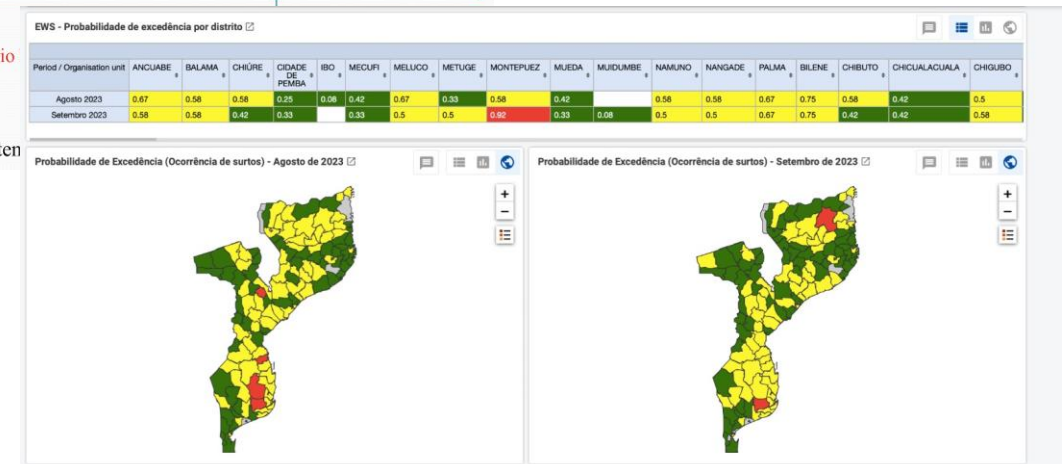 EWS - Probabilidade de excedência por distrito
io
Period / Organisation unit ANCUABE BALAMA CHIÚRE CIDADE DE PEMBA IBO MECUFI MELUCO METUGE MONTEPUEZ MUEDA MUIDUMBE NAMUNO NANGADE PALMA BILENE CHIBUTO CHICUALACUALA CHIGUBO
Agosto 2023 0.67 0.58 0.58 0.25 0.08 0.42 0.67 0.33 0.58 0.42 0.58 0.58 0.67 0.75 0.58 0.42 0.5
Setembro 2023 0.58 0.58 0.42 0.33 0.33 0.5 0.5 0.92 0.33 0.08 0.5 0.5 0.67 0.75 0.42 0.42 0.58
ten
Probabilidade de Excedência (Ocorrência de surtos) - Agosto de 2023
Probabilidade de Excedência (Ocorrência de surtos) - Setembro de 2023